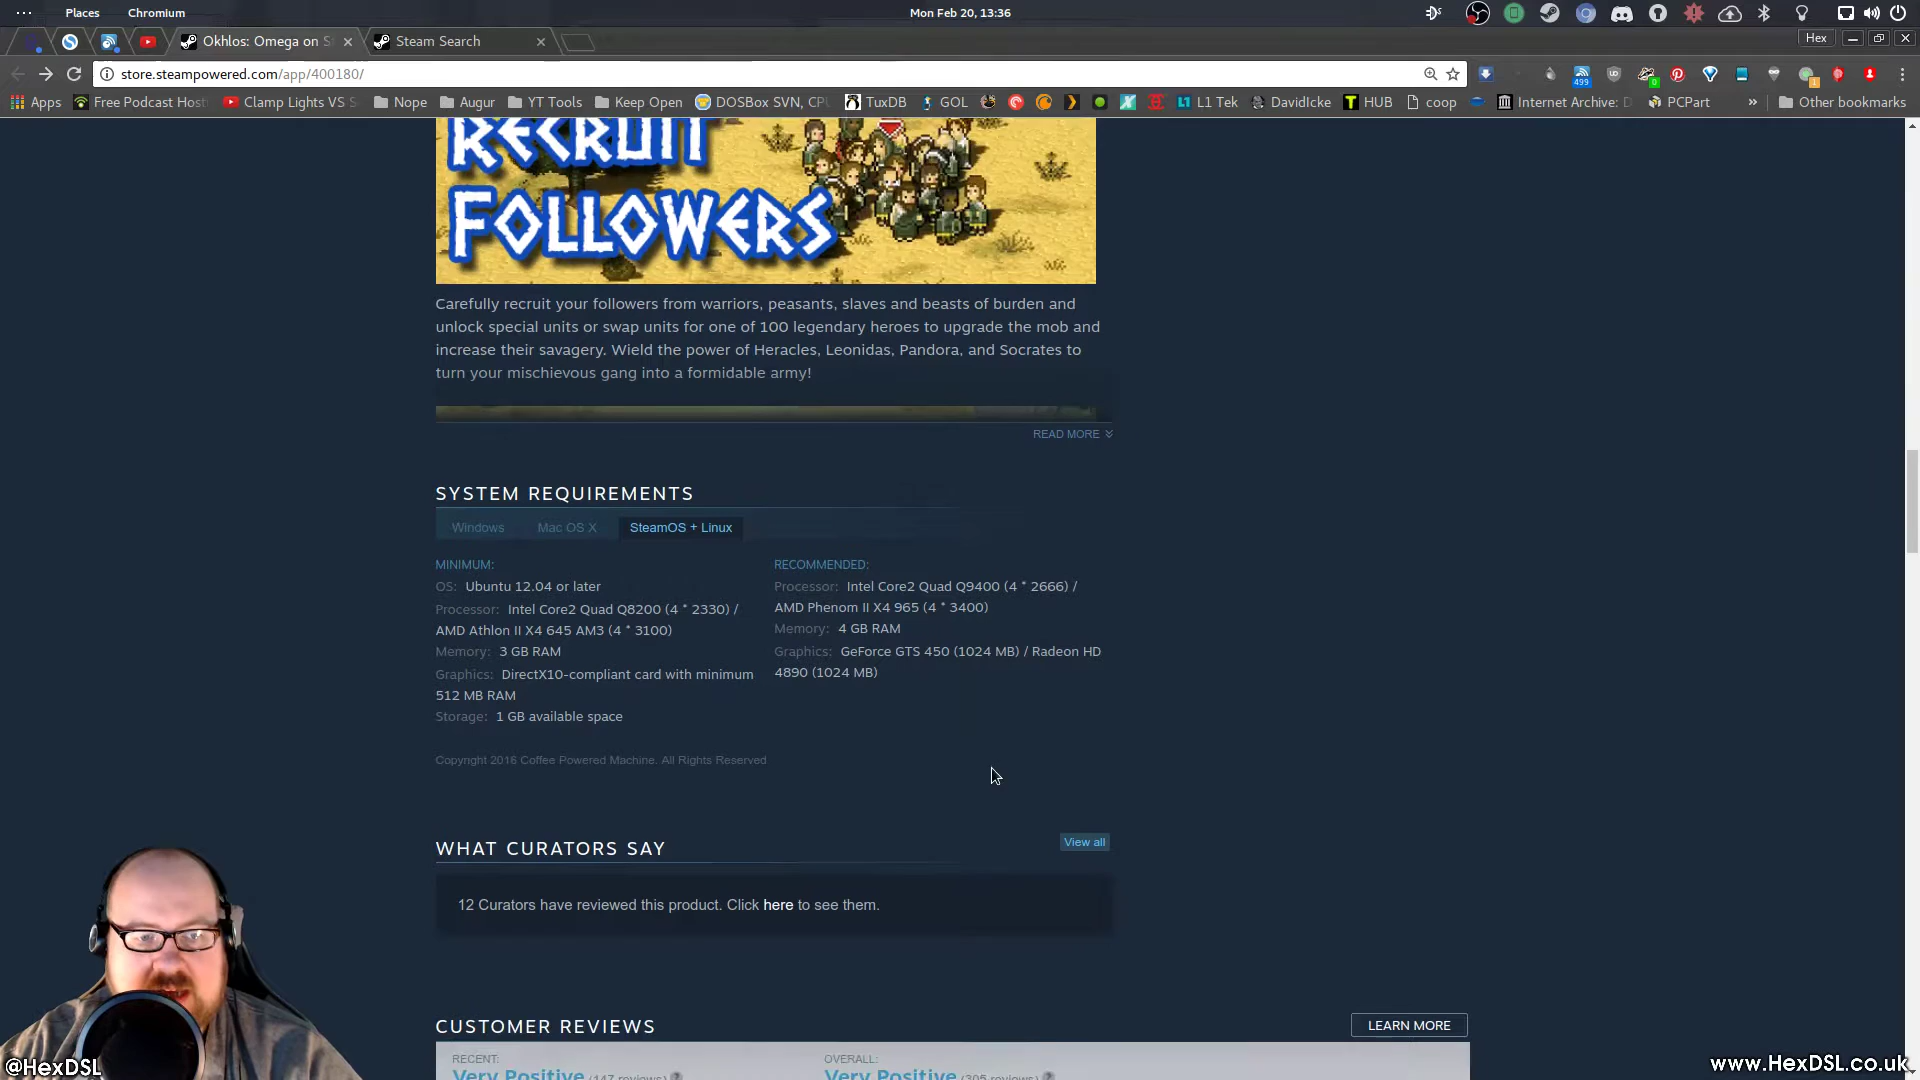 Places
Chromium
Mon Feb 20, 13:36
Okhlos: Omega on S
Steam Search
Hex
store.steampowered.com/app/400180/
499
0
1
Apps
Free Podcast Host
Clamp Lights VS S
Nope
Augur
YT Tools
Keep Open
DOSBox SVN, CPU
TuxDB
GOL
L1 Tek
DavidIcke
HUB
coop
Internet Archive: D
PCPart
»
Other bookmarks
RECRUIT
FOLLOWERS
Carefully recruit your followers from warriors, peasants, slaves and beasts of burden and
unlock special units or swap units for one of 100 legendary heroes to upgrade the mob and
increase their savagery. Wield the power of Heracles, Leonidas, Pandora, and Socrates to
turn your mischievous gang into a formidable army!
READ MORE
SYSTEM REQUIREMENTS
Windows
Mac OS X
SteamOS + Linux
MINIMUM:
OS: Ubuntu 12.04 or later
Processor: Intel Core2 Quad Q8200 (4 * 2330) /
AMD Athlon II X4 645 AM3 (4 * 3100)
Memory: 3 GB RAM
Graphics: DirectX10-compliant card with minimum
512 MB RAM
Storage: 1 GB available space
RECOMMENDED:
Processor: Intel Core2 Quad Q9400 (4 * 2666) /
AMD Phenom II X4 965 (4 * 3400)
Memory: 4 GB RAM
Graphics: GeForce GTS 450 (1024 MB) / Radeon HD
4890 (1024 MB)
Copyright 2016 Coffee Powered Machine. All Rights Reserved
WHAT CURATORS SAY
View all
12 Curators have reviewed this product. Click here to see them.
CUSTOMER REVIEWS
LEARN MORE
RECENT:
Very Positive (147 reviews)
OVERALL:
Very Positive (305 reviews)
@HexDSL
www.HexDSL.co.uk